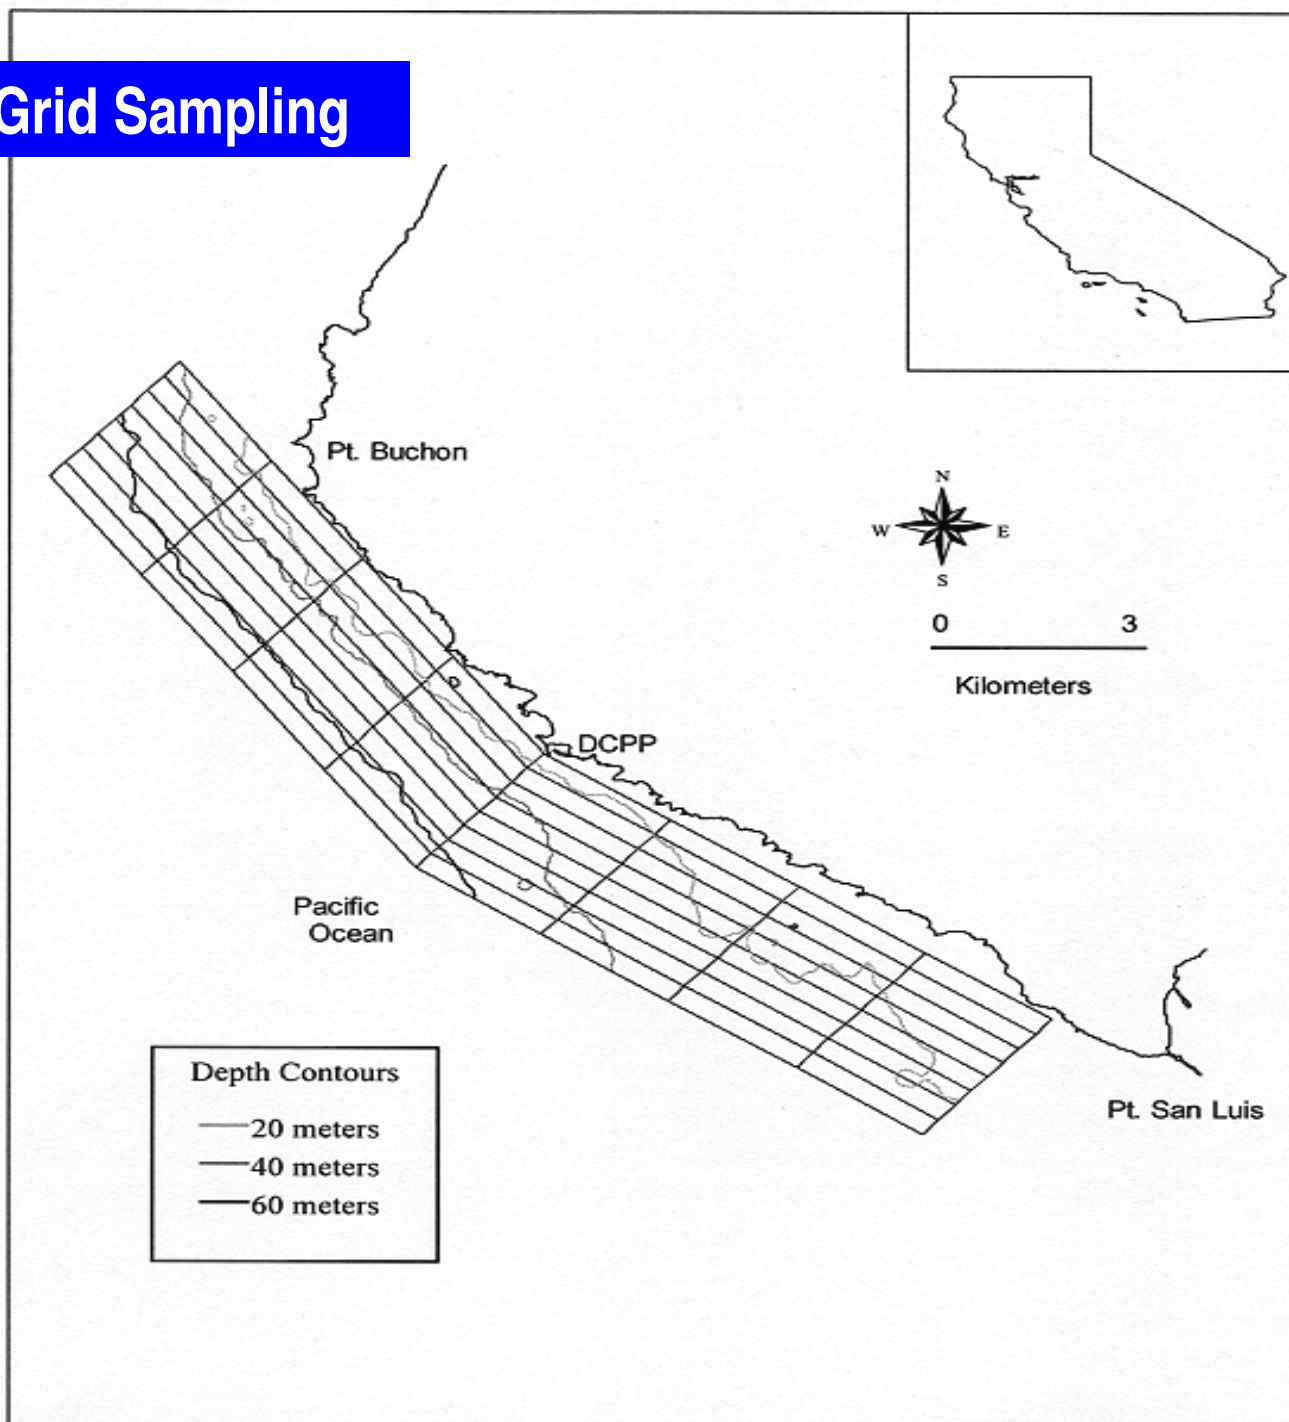 Grid Sampling
Pt. Buchon
N
W E
S
0 3
Kilometers
DCPP
Pacific
Ocean
Depth Contours
20 meters
40 meters
60 meters
Pt. San Luis